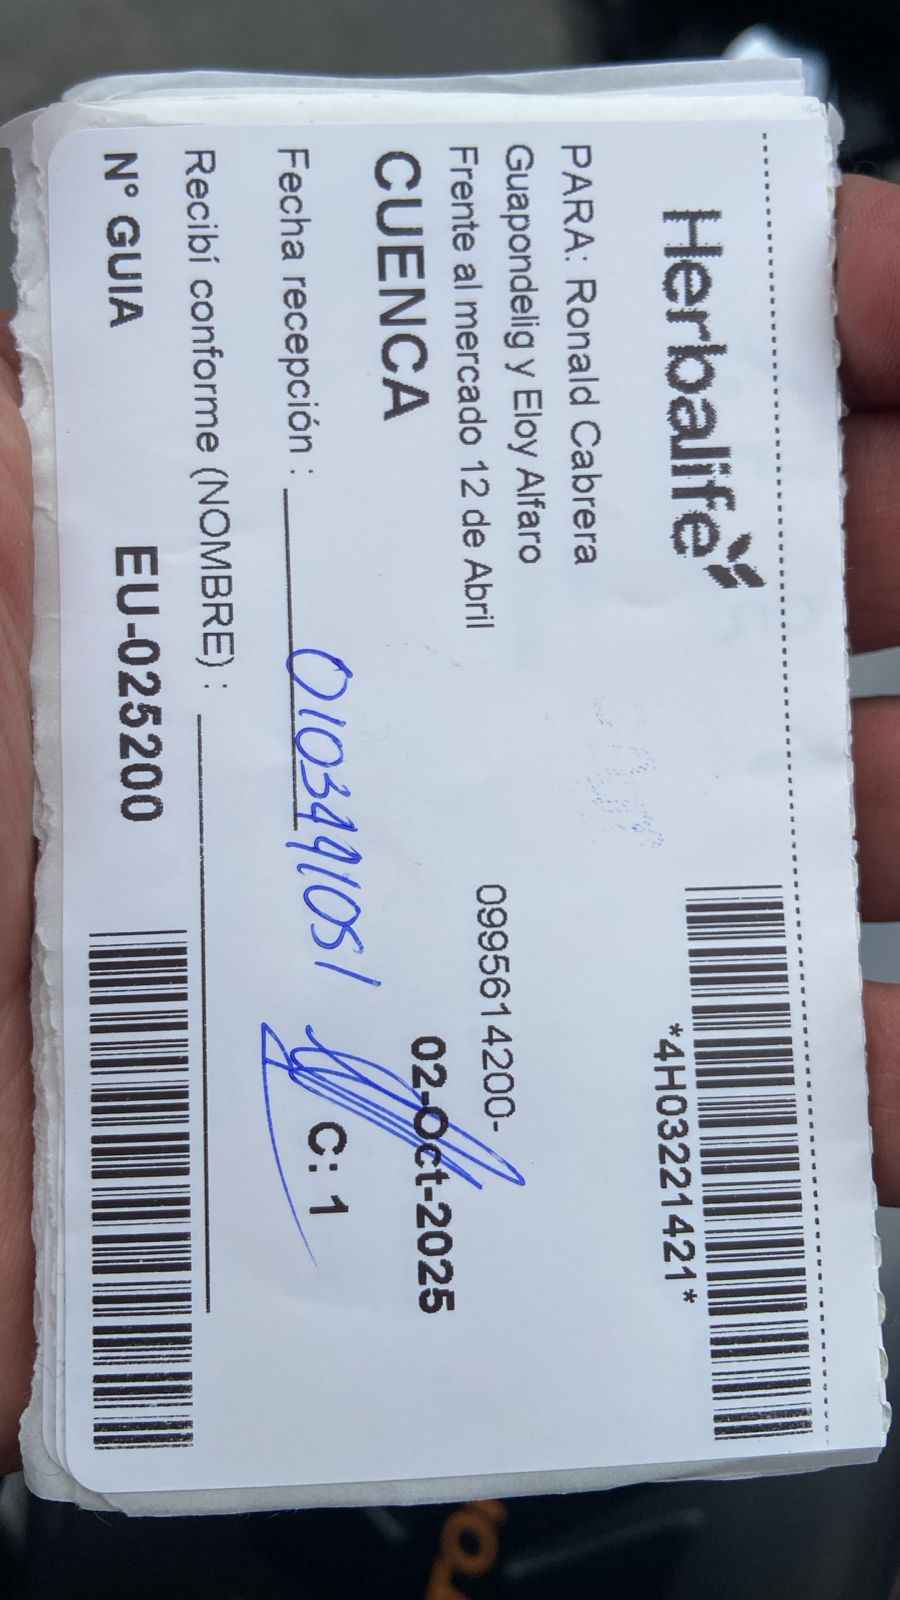 Herbalife
*4H03221421*
PARA: Ronald Cabrera
Guapondelig y Eloy Alfaro
Frente al mercado 12 de Abril
0995614200-
CUENCA
02-Oct-2025
Fecha recepción :
0103491051
C: 1
Recibí conforme (NOMBRE) :
N° GUIA
EU-025200